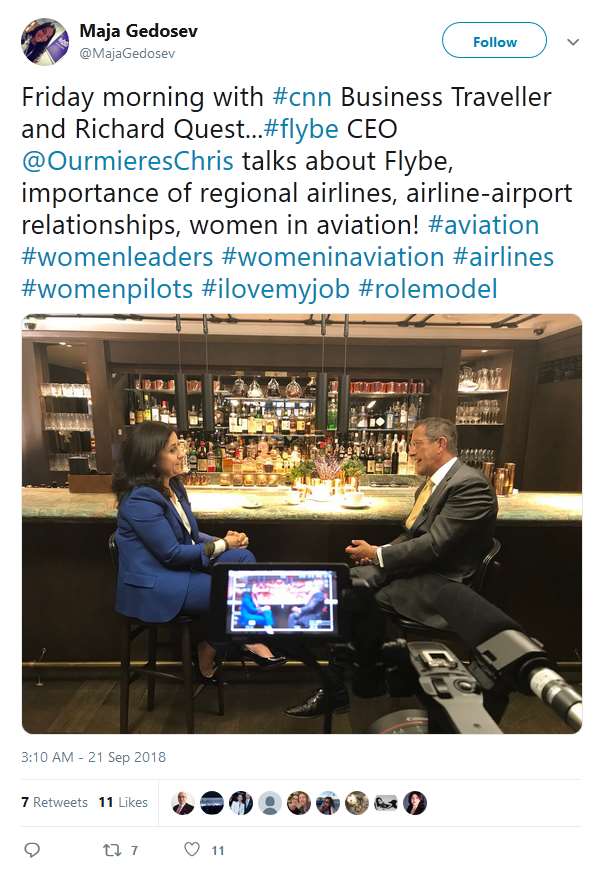 Maja Gedosev
@MajaGedosev
Follow
Friday morning with #cnn Business Traveller
and Richard Quest...#flybe CEO
@OurmieresChris talks about Flybe,
importance of regional airlines, airline-airport
relationships, women in aviation! #aviation
#womenleaders #womeninaviation #airlines
#womenpilots #ilovemyjob #rolemodel
3:10 AM - 21 Sep 2018
7 Retweets 11 Likes
7 11